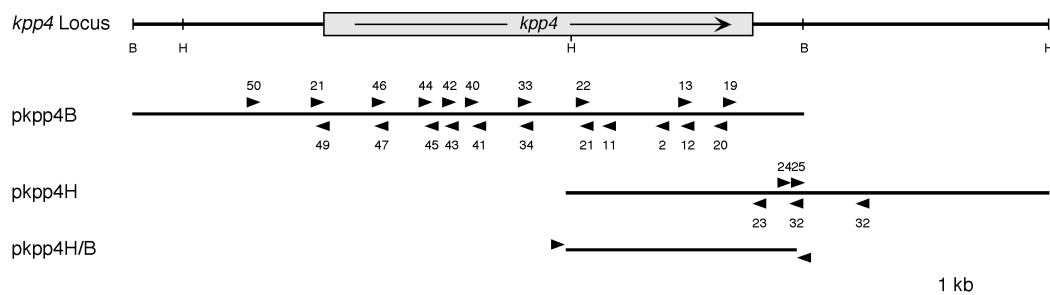 kpp4 Locus
kpp4
B H H B H
50 21 46 44 42 40 33 22 13 19
pkpp4B
49 47 45 43 41 34 21 11 2 12 20
24 25
pkpp4H
23 32 32
pkpp4H/B
1 kb